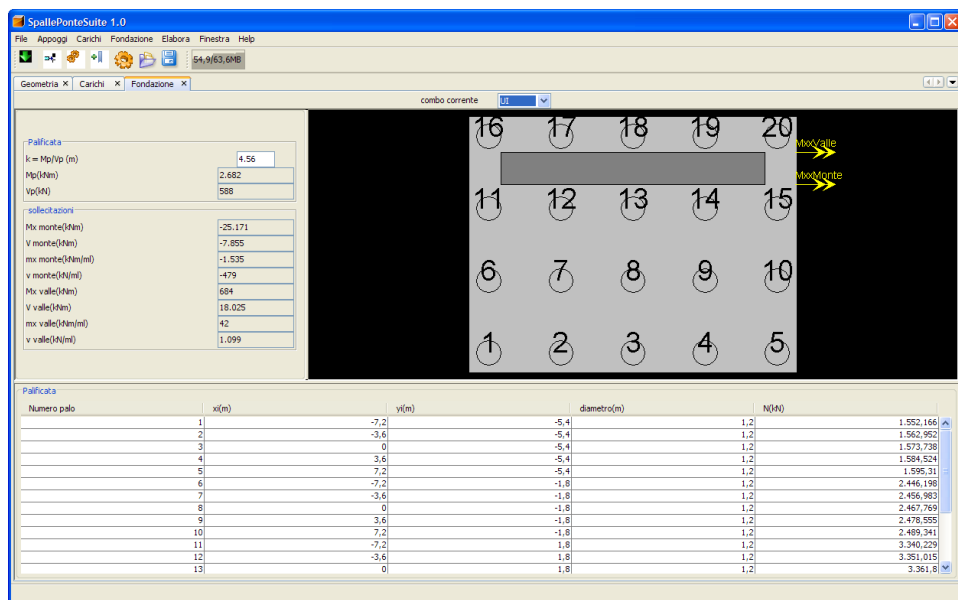 SpallePonteSuite 1.0
File Appoggi Carichi Fondazione Elabora Finestra Help
54,9/63,6MB
Geometria Carichi Fondazione
combo corrente UI
Palificata
k = Mp/Vp (m) 4.56
Mp(kNm) 2.682
Vp(kN) 588
sollecitazioni
Mx monte(kNm) -25.171
V monte(kNm) -7.855
mx monte(kNm/ml) -1.535
v monte(kN/ml) -479
Mx valle(kNm) 684
V valle(kNm) 18.025
mx valle(kNm/ml) 42
v valle(kN/ml) 1.099
16 17 18 19 20
MxxValle
MxxMonte
11 12 13 14 15
6 7 8 9 10
1 2 3 4 5
Palificata
Numero palo xi(m) yi(m) diametro(m) N(kN)
1 -7,2 -5,4 1,2 1.552,166
2 -3,6 -5,4 1,2 1.562,952
3 0 -5,4 1,2 1.573,738
4 3,6 -5,4 1,2 1.584,524
5 7,2 -5,4 1,2 1.595,31
6 -7,2 -1,8 1,2 2.446,198
7 -3,6 -1,8 1,2 2.456,983
8 0 -1,8 1,2 2.467,769
9 3,6 -1,8 1,2 2.478,555
10 7,2 -1,8 1,2 2.489,341
11 -7,2 1,8 1,2 3.340,229
12 -3,6 1,8 1,2 3.351,015
13 0 1,8 1,2 3.361,8